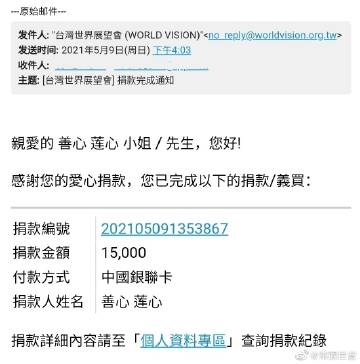 ---原始邮件---
发件人: "台灣世界展望會 (WORLD VISION)"<no_reply@worldvision.org.tw>
发送时间: 2021年5月9日(周日) 下午4:03
收件人:
主题: [台灣世界展望會] 捐款完成通知
親愛的 善心 莲心 小姐 / 先生，您好!
感謝您的愛心捐款，您已完成以下的捐款/義買：
捐款編號 202105091353867
捐款金額 15,000
付款方式 中國銀聯卡
捐款人姓名 善心 莲心
捐款詳細內容請至「個人資料專區」查詢捐款紀錄